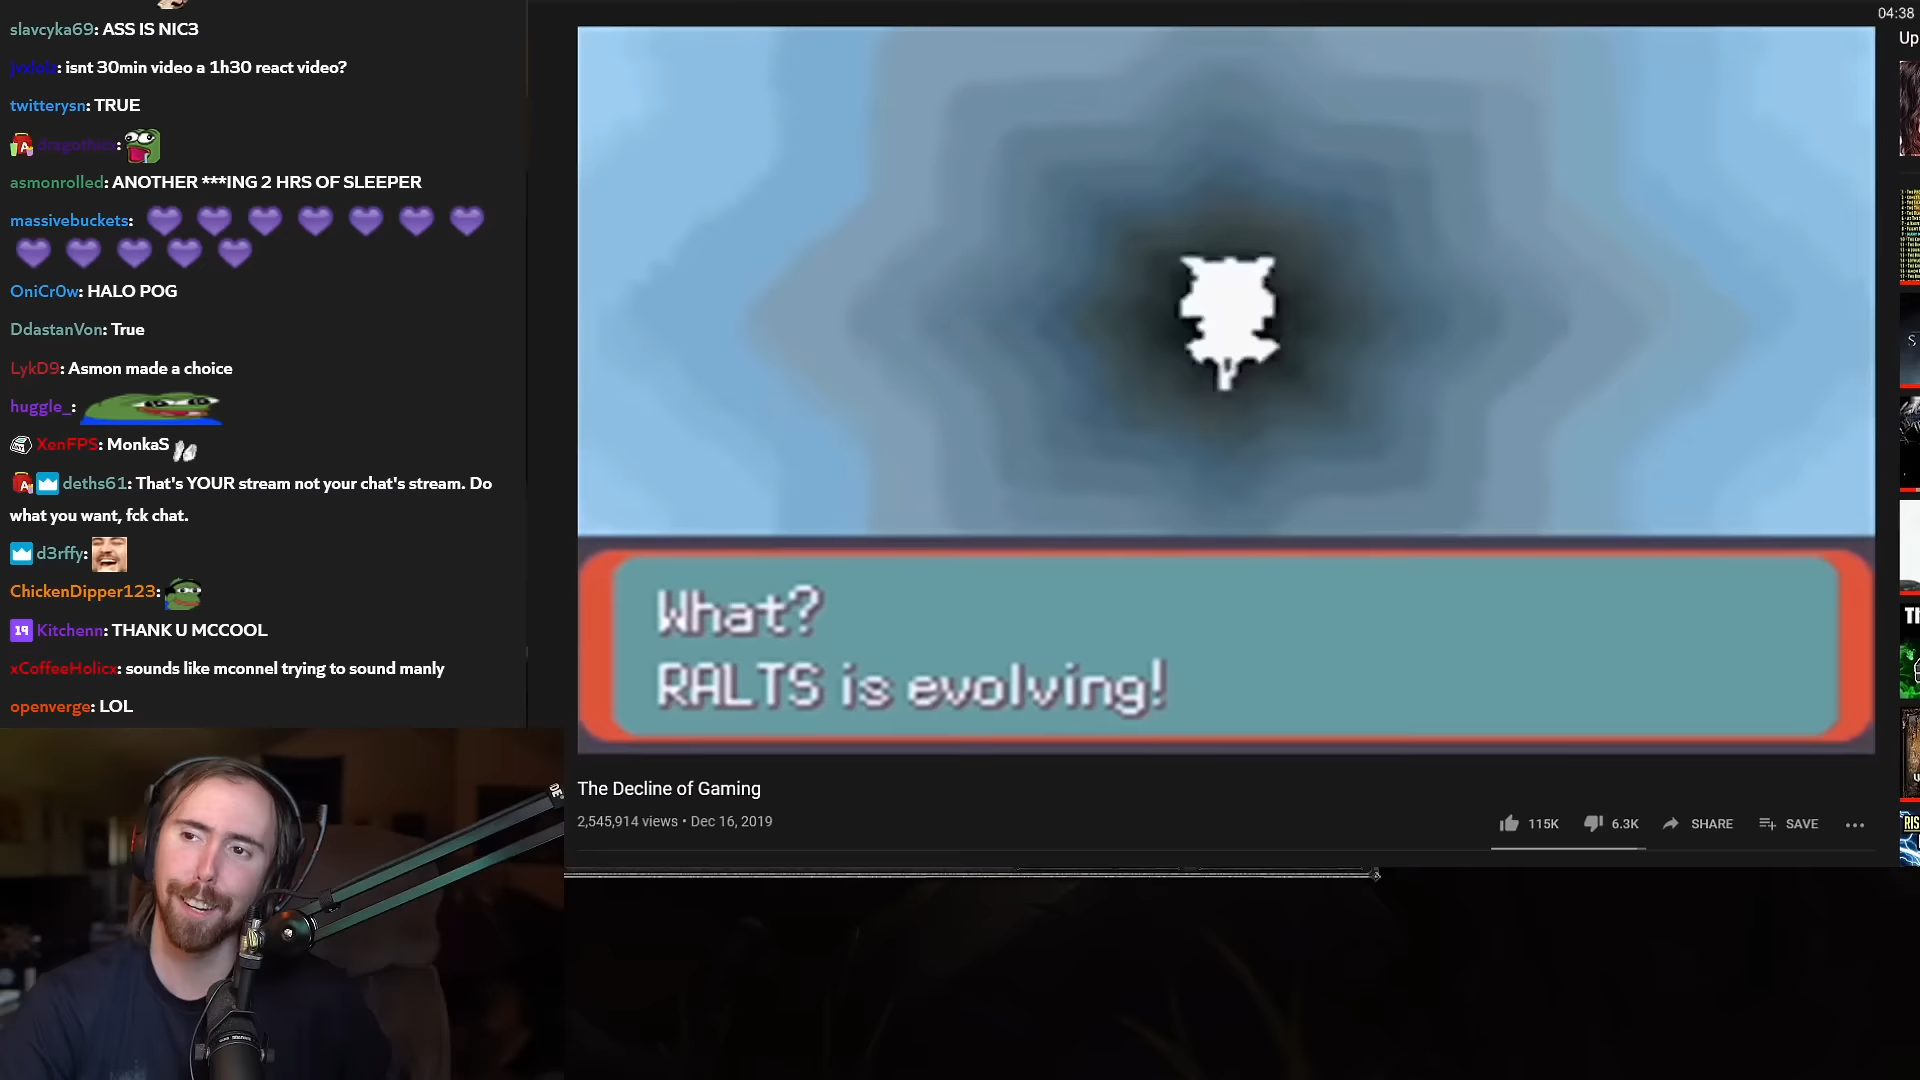 slavcyka69: ASS IS NIC3
: isnt 30min video a 1h30 react video?
twitterysn: TRUE
dragothicx:
asmonrolled: ANOTHER ***ING 2 HRS OF SLEEPER
massivebuckets:
OniCr0w: HALO POG
DdastanVon: True
LykD9: Asmon made a choice
huggle_:
XenFPS: MonkaS
deths61: That's YOUR stream not your chat's stream. Do
what you want, fck chat.
d3rffy:
ChickenDipper123:
19 Kitchenn: THANK U MCCOOL
xCoffeeHolicx: sounds like mconnel trying to sound manly
openverge: LOL
04:38
Up
What?
RALTS is evolving!
The Decline of Gaming
2,545,914 views • Dec 16, 2019
115K 6.3K SHARE SAVE